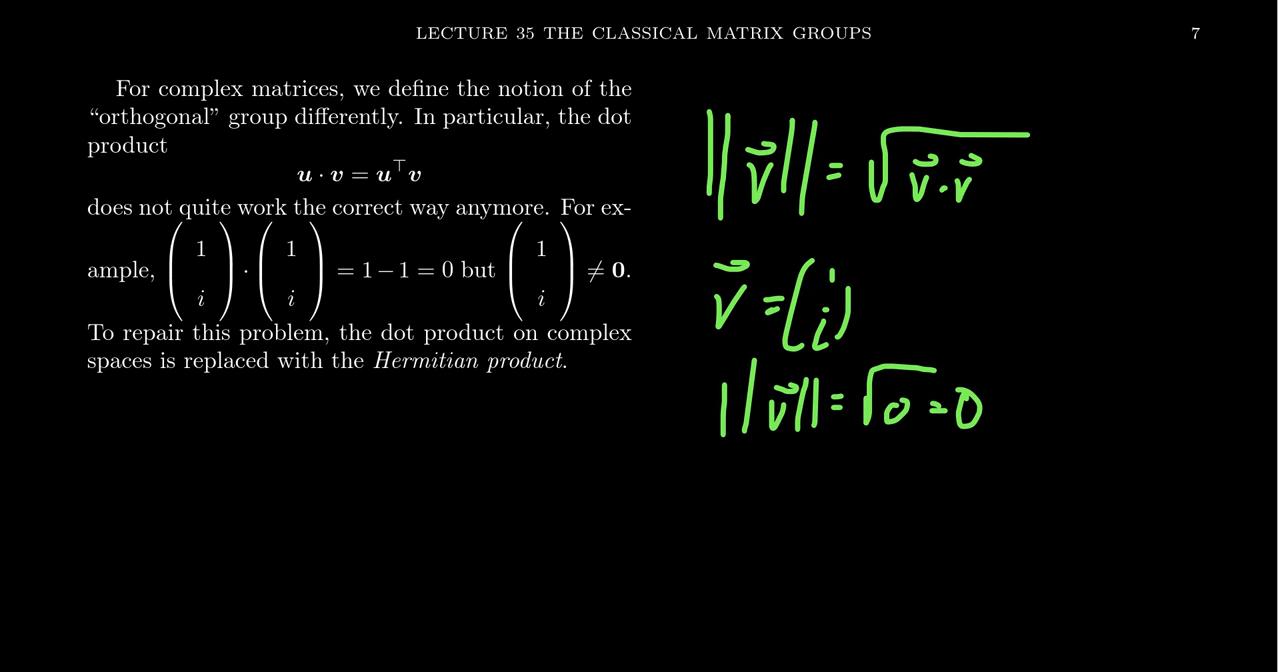 LECTURE 35 THE CLASSICAL MATRIX GROUPS 7
For complex matrices, we define the notion of the
“orthogonal” group differently. In particular, the dot
product
u · v = u⊤v
does not quite work the correct way anymore. For ex-
ample, (1 i) · (1 i) = 1 − 1 = 0 but (1 i) ≠ 0.
To repair this problem, the dot product on complex
spaces is replaced with the Hermitian product.
||v⃗|| = √v⃗·v⃗
v⃗ = (1 i)
||v⃗|| = √0 = 0